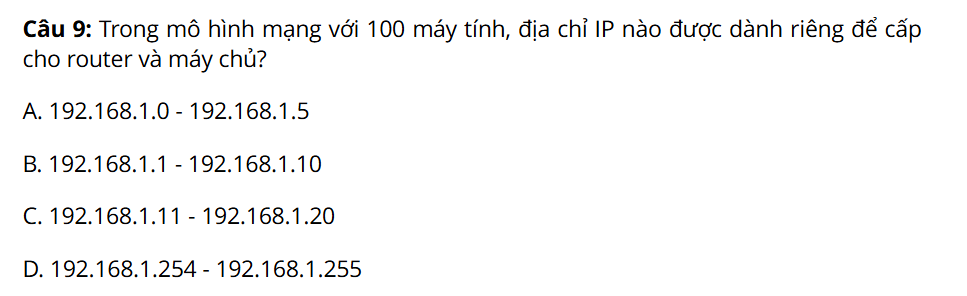 Câu 9: Trong mô hình mạng với 100 máy tính, địa chỉ IP nào được dành riêng để cấp
cho router và máy chủ?
A. 192.168.1.0 - 192.168.1.5
B. 192.168.1.1 - 192.168.1.10
C. 192.168.1.11 - 192.168.1.20
D. 192.168.1.254 - 192.168.1.255